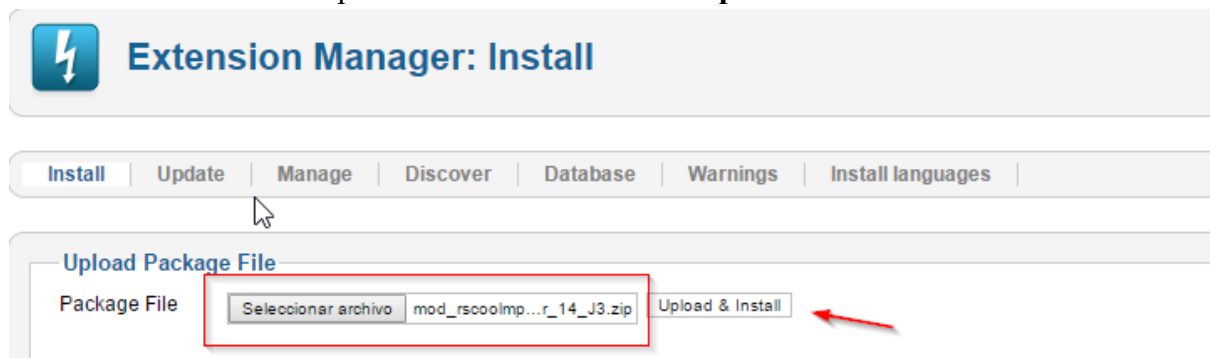 Extension Manager: Install
Install Update Manage Discover Database Warnings Install languages
Upload Package File
Package File Seleccionar archivo mod_rscoolmp...r_14_J3.zip Upload & Install